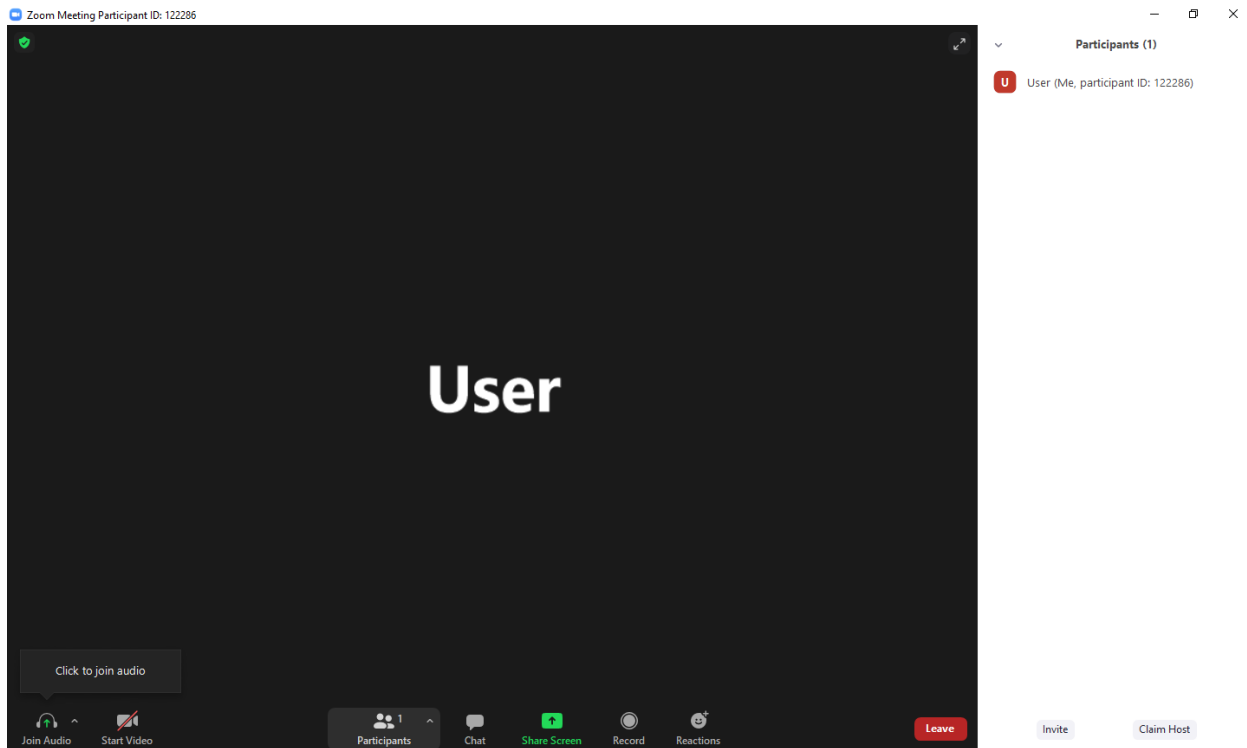 Zoom Meeting Participant ID: 122286
Participants (1)
U
User (Me, participant ID: 122286)
User
Click to join audio
1
Join Audio
Start Video
Participants
Chat
Share Screen
Record
Reactions
Leave
Invite
Claim Host